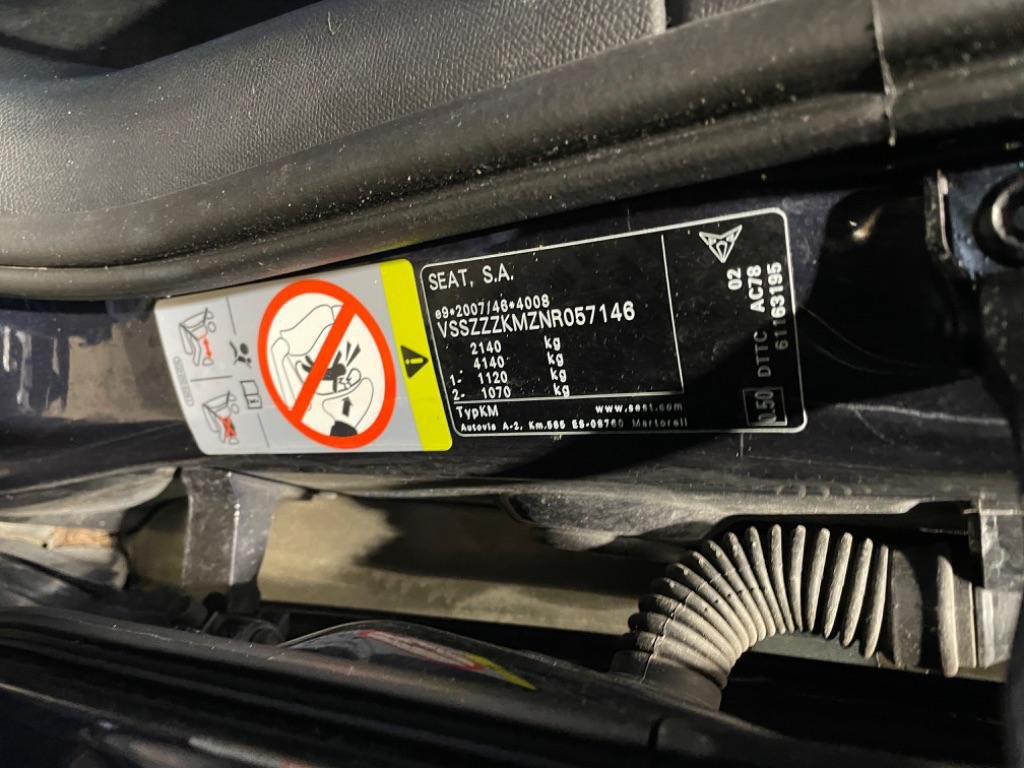 SEAT, S.A.
e9*2007/46*4008
VSSZZZKMZNR057146
2140 kg
4140 kg
1- 1120 kg
2- 1070 kg
TypKM www.seat.com
Autovia A-2, Km.585 ES-08760 Martorell
02
AC78
DTTC
61163195